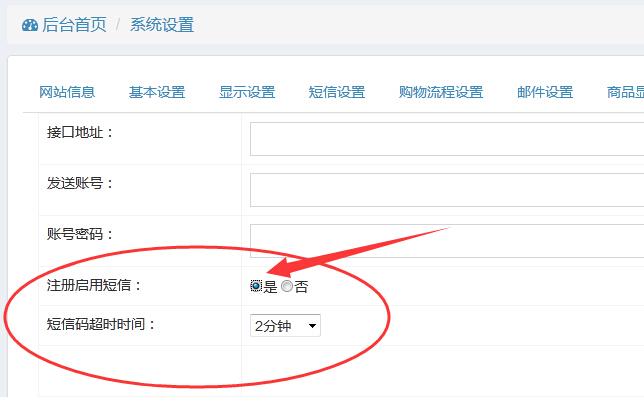 后台首页 / 系统设置
网站信息 基本设置 显示设置 短信设置 购物流程设置 邮件设置 商品显
接口地址：
发送账号：
账号密码：
注册启用短信： 是 否
短信码超时时间： 2分钟